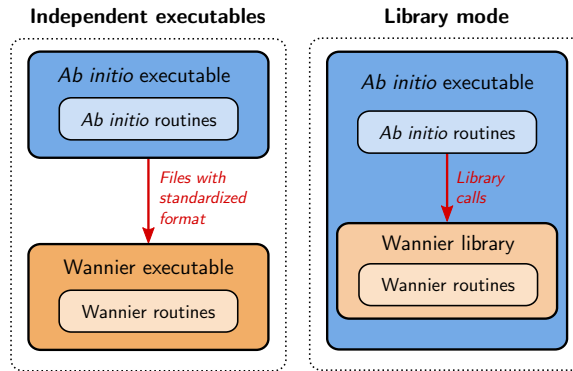 Independent executables
Ab initio executable
Ab initio routines
Files with
standardized
format
Wannier executable
Wannier routines
Library mode
Ab initio executable
Ab initio routines
Library
calls
Wannier library
Wannier routines